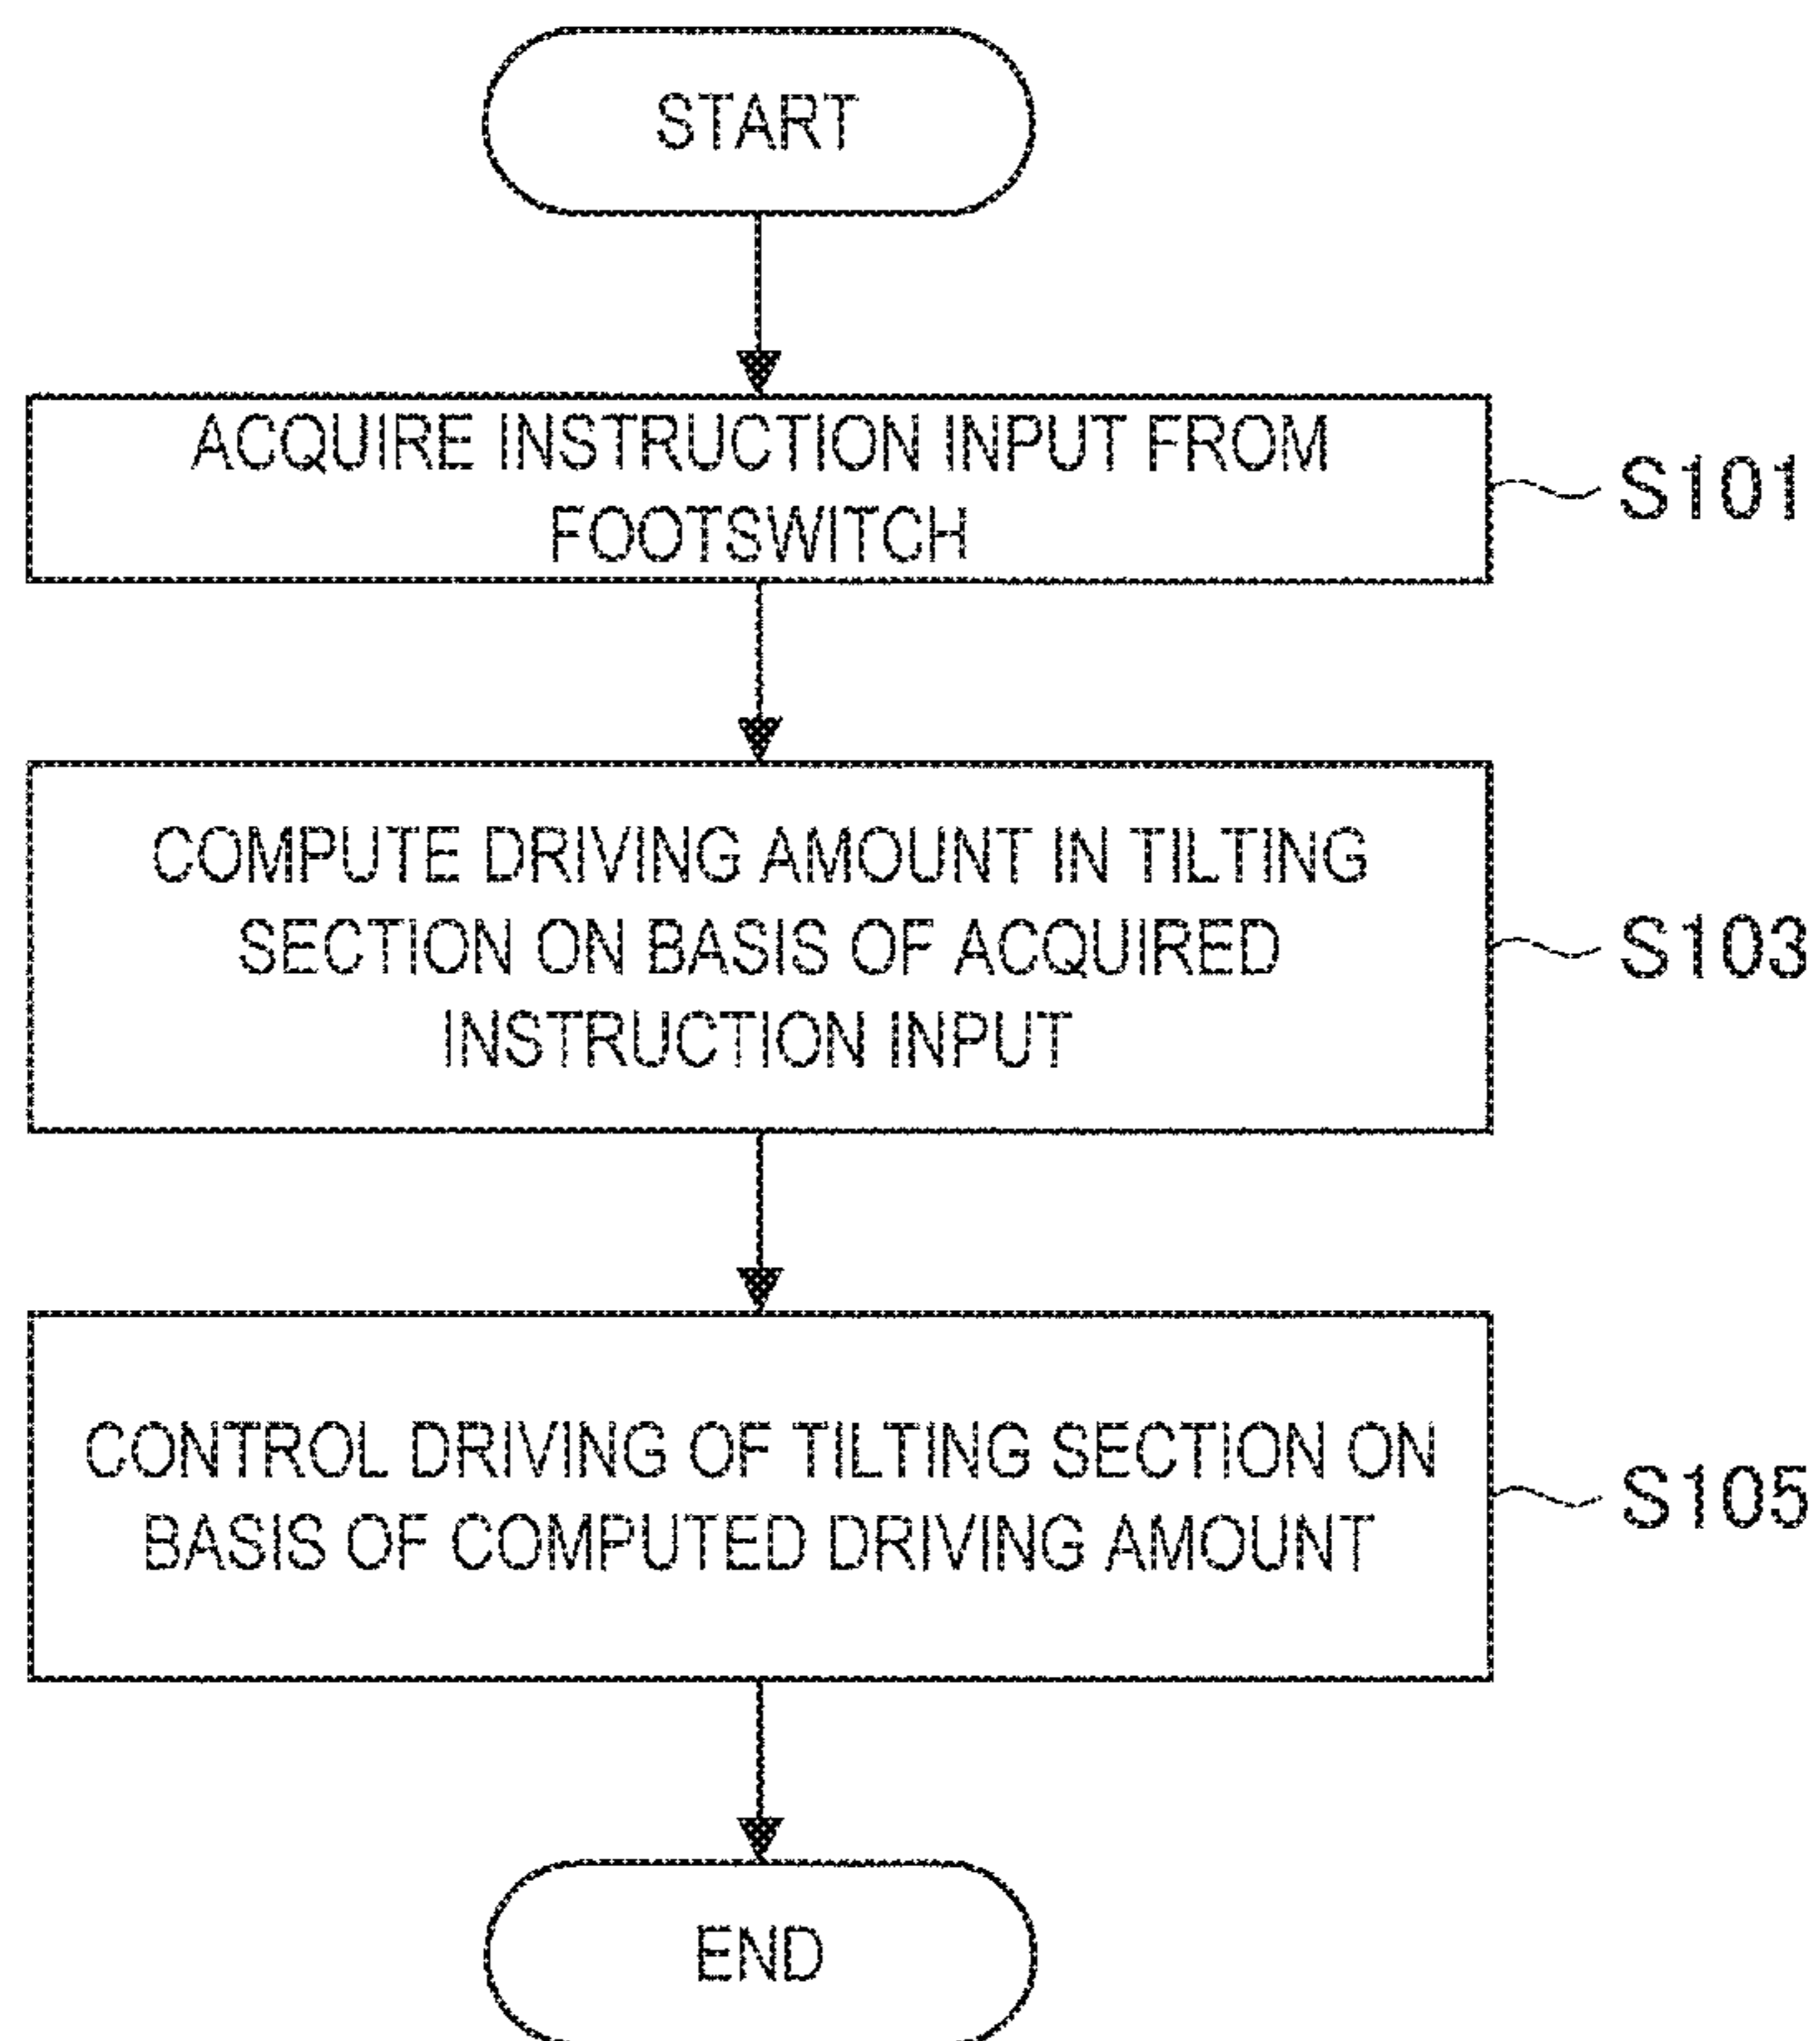 START
ACQUIRE INSTRUCTION INPUT FROM
FOOTSWITCH
S101
COMPUTE DRIVING AMOUNT IN TILTING
SECTION ON BASIS OF ACQUIRED
INSTRUCTION INPUT
S103
CONTROL DRIVING OF TILTING SECTION ON
BASIS OF COMPUTED DRIVING AMOUNT
S105
END